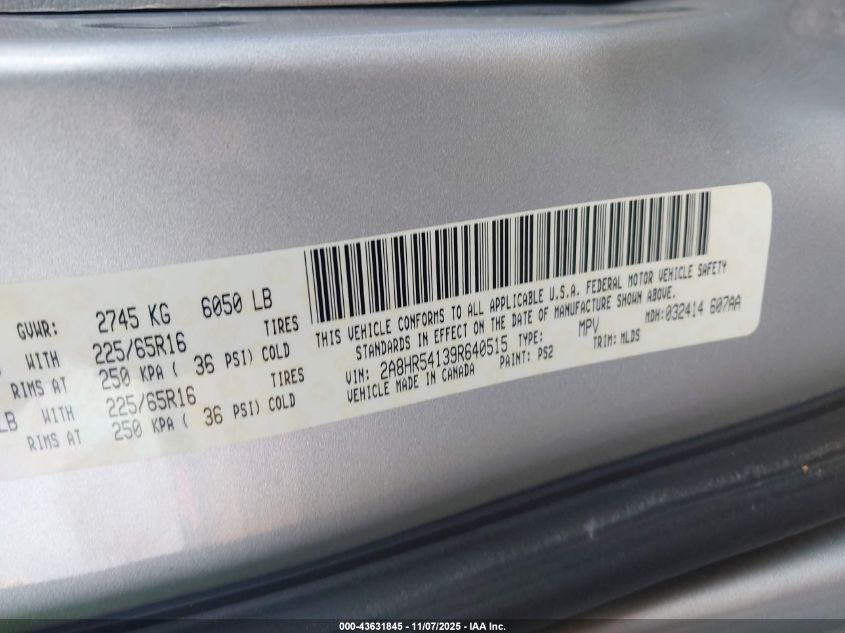 GVWR: 2745 KG 6050 LB
WITH 225/65R16 TIRES
RIMS AT 250 KPA ( 36 PSI) COLD
LB WITH 225/65R16 TIRES
RIMS AT 250 KPA ( 36 PSI) COLD
THIS VEHICLE CONFORMS TO ALL APPLICABLE U.S.A. FEDERAL MOTOR VEHICLE SAFETY
STANDARDS IN EFFECT ON THE DATE OF MANUFACTURE SHOWN ABOVE.
VIN: 2A8HR54139R640515 TYPE: MPV MDH:032414 607AA
VEHICLE MADE IN CANADA PAINT: PS2 TRIM: MLDS
000-43631845 - 11/07/2025 - IAA Inc.